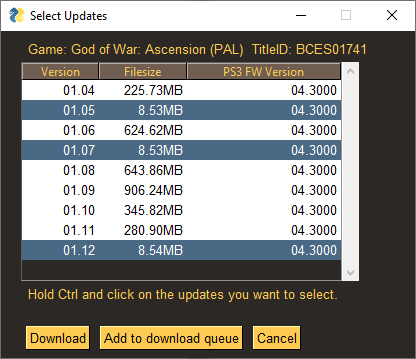 Select Updates
Game: God of War: Ascension (PAL) TitleID: BCES01741
Version Filesize PS3 FW Version
01.04 225.73MB 04.3000
01.05 8.53MB 04.3000
01.06 624.62MB 04.3000
01.07 8.53MB 04.3000
01.08 643.86MB 04.3000
01.09 906.24MB 04.3000
01.10 345.82MB 04.3000
01.11 280.90MB 04.3000
01.12 8.54MB 04.3000
Hold Ctrl and click on the updates you want to select.
Download Add to download queue Cancel